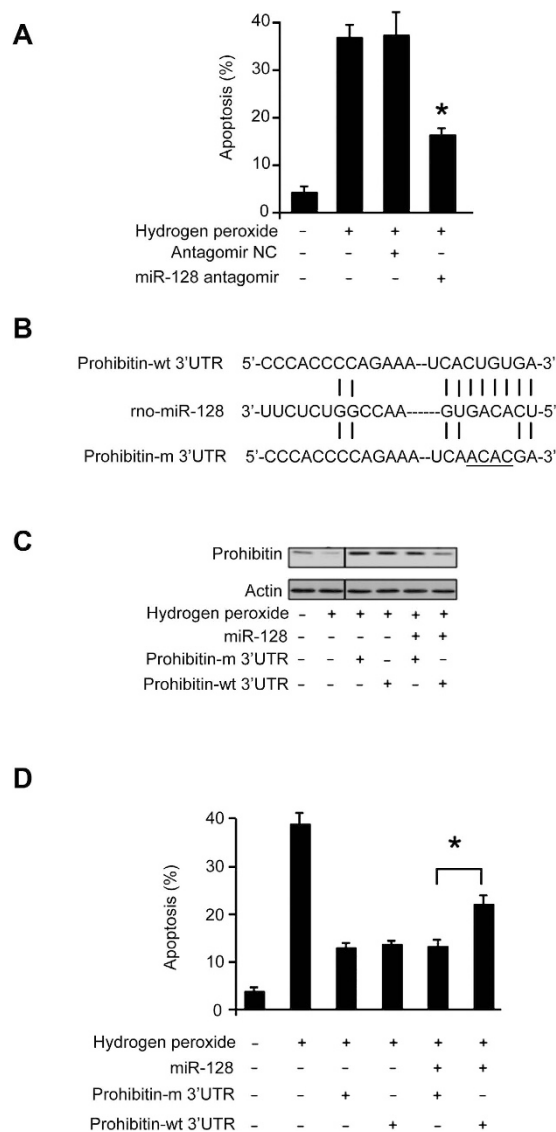 A
Apoptosis (%)
40
30
20
10
0
Hydrogen peroxide – + + +
Antagomir NC – – + –
miR-128 antagomir – – – +
*
B
Prohibitin-wt 3'UTR 5'-CCCACCCCAGAAA--UCACUGUGA-3'
rno-miR-128 3'-UUCUCUGGCCAA------GUGACACU-5'
Prohibitin-m 3'UTR 5'-CCCACCCCAGAAA--UCAACACGA-3'
C
Prohibitin
Actin
Hydrogen peroxide – + + + + +
miR-128 – – – – + +
Prohibitin-m 3'UTR – – + – + –
Prohibitin-wt 3'UTR – – – + – +
D
Apoptosis (%)
40
30
20
10
0
*
Hydrogen peroxide – + + + + +
miR-128 – – – – + +
Prohibitin-m 3'UTR – – + – + –
Prohibitin-wt 3'UTR – – – + – +